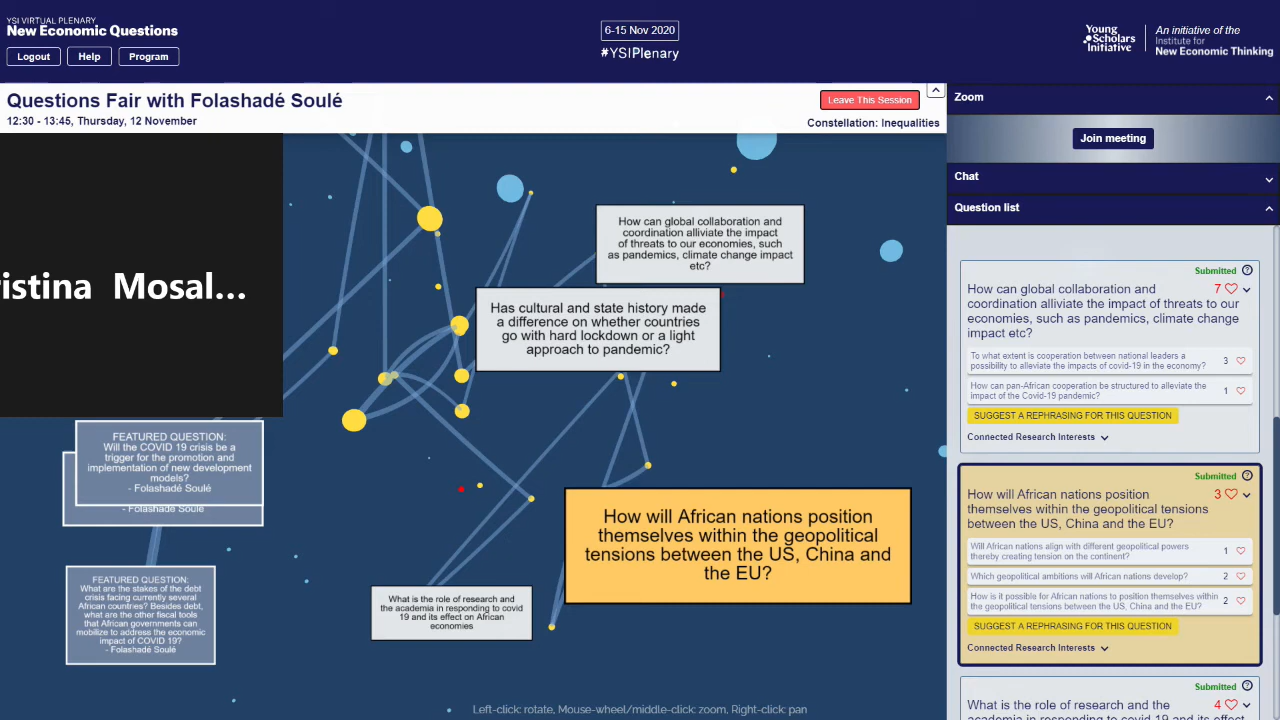 YSI VIRTUAL PLENARY
New Economic Questions
Logout Help Program
6-15 Nov 2020
#YSIPlenary
Young
Scholars
Initiative
An initiative of the
Institute for
New Economic Thinking
Questions Fair with Folashadé Soulé
12:30 - 13:45, Thursday, 12 November
Leave This Session
Constellation: Inequalities
ristina Mosal...
How can global collaboration and
coordination alliviate the impact
of threats to our economies, such
as pandemics, climate change impact
etc?
Has cultural and state history made
a difference on whether countries
go with hard lockdown or a light
approach to pandemic?
FEATURED QUESTION:
Will the COVID 19 crisis be a
trigger for the promotion and
implementation of new development
models?
- Folashadé Soulé
- Folashadé Soulé
FEATURED QUESTION:
What are the stakes of the debt
crisis facing currently several
African countries? Besides debt,
what are the other fiscal tools
that African governments can
mobilize to address the economic
impact of COVID 19?
- Folashadé Soulé
How will African nations position
themselves within the geopolitical
tensions between the US, China and
the EU?
What is the role of research and
the academia in responding to covid
19 and its effect on African
economies
Left-click: rotate, Mouse-wheel/middle-click: zoom, Right-click: pan
Zoom
Join meeting
Chat
Question list
Submitted
How can global collaboration and 7
coordination alliviate the impact of threats to our
economies, such as pandemics, climate change
impact etc?
To what extent is cooperation between national leaders a 3
possibility to alleviate the impacts of covid-19 in the economy?
How can pan-African cooperation be structured to alleviate the 1
impact of the Covid-19 pandemic?
SUGGEST A REPHRASING FOR THIS QUESTION
Connected Research Interests
Submitted
How will African nations position 3
themselves within the geopolitical tensions
between the US, China and the EU?
Will African nations align with different geopolitical powers 1
thereby creating tension on the continent?
Which geopolitical ambitions will African nations develop? 2
How is it possible for African nations to position themselves within 2
the geopolitical tensions between the US, China and the EU?
SUGGEST A REPHRASING FOR THIS QUESTION
Connected Research Interests
Submitted
What is the role of research and the 4
academia in responding to covid 19 and its effect